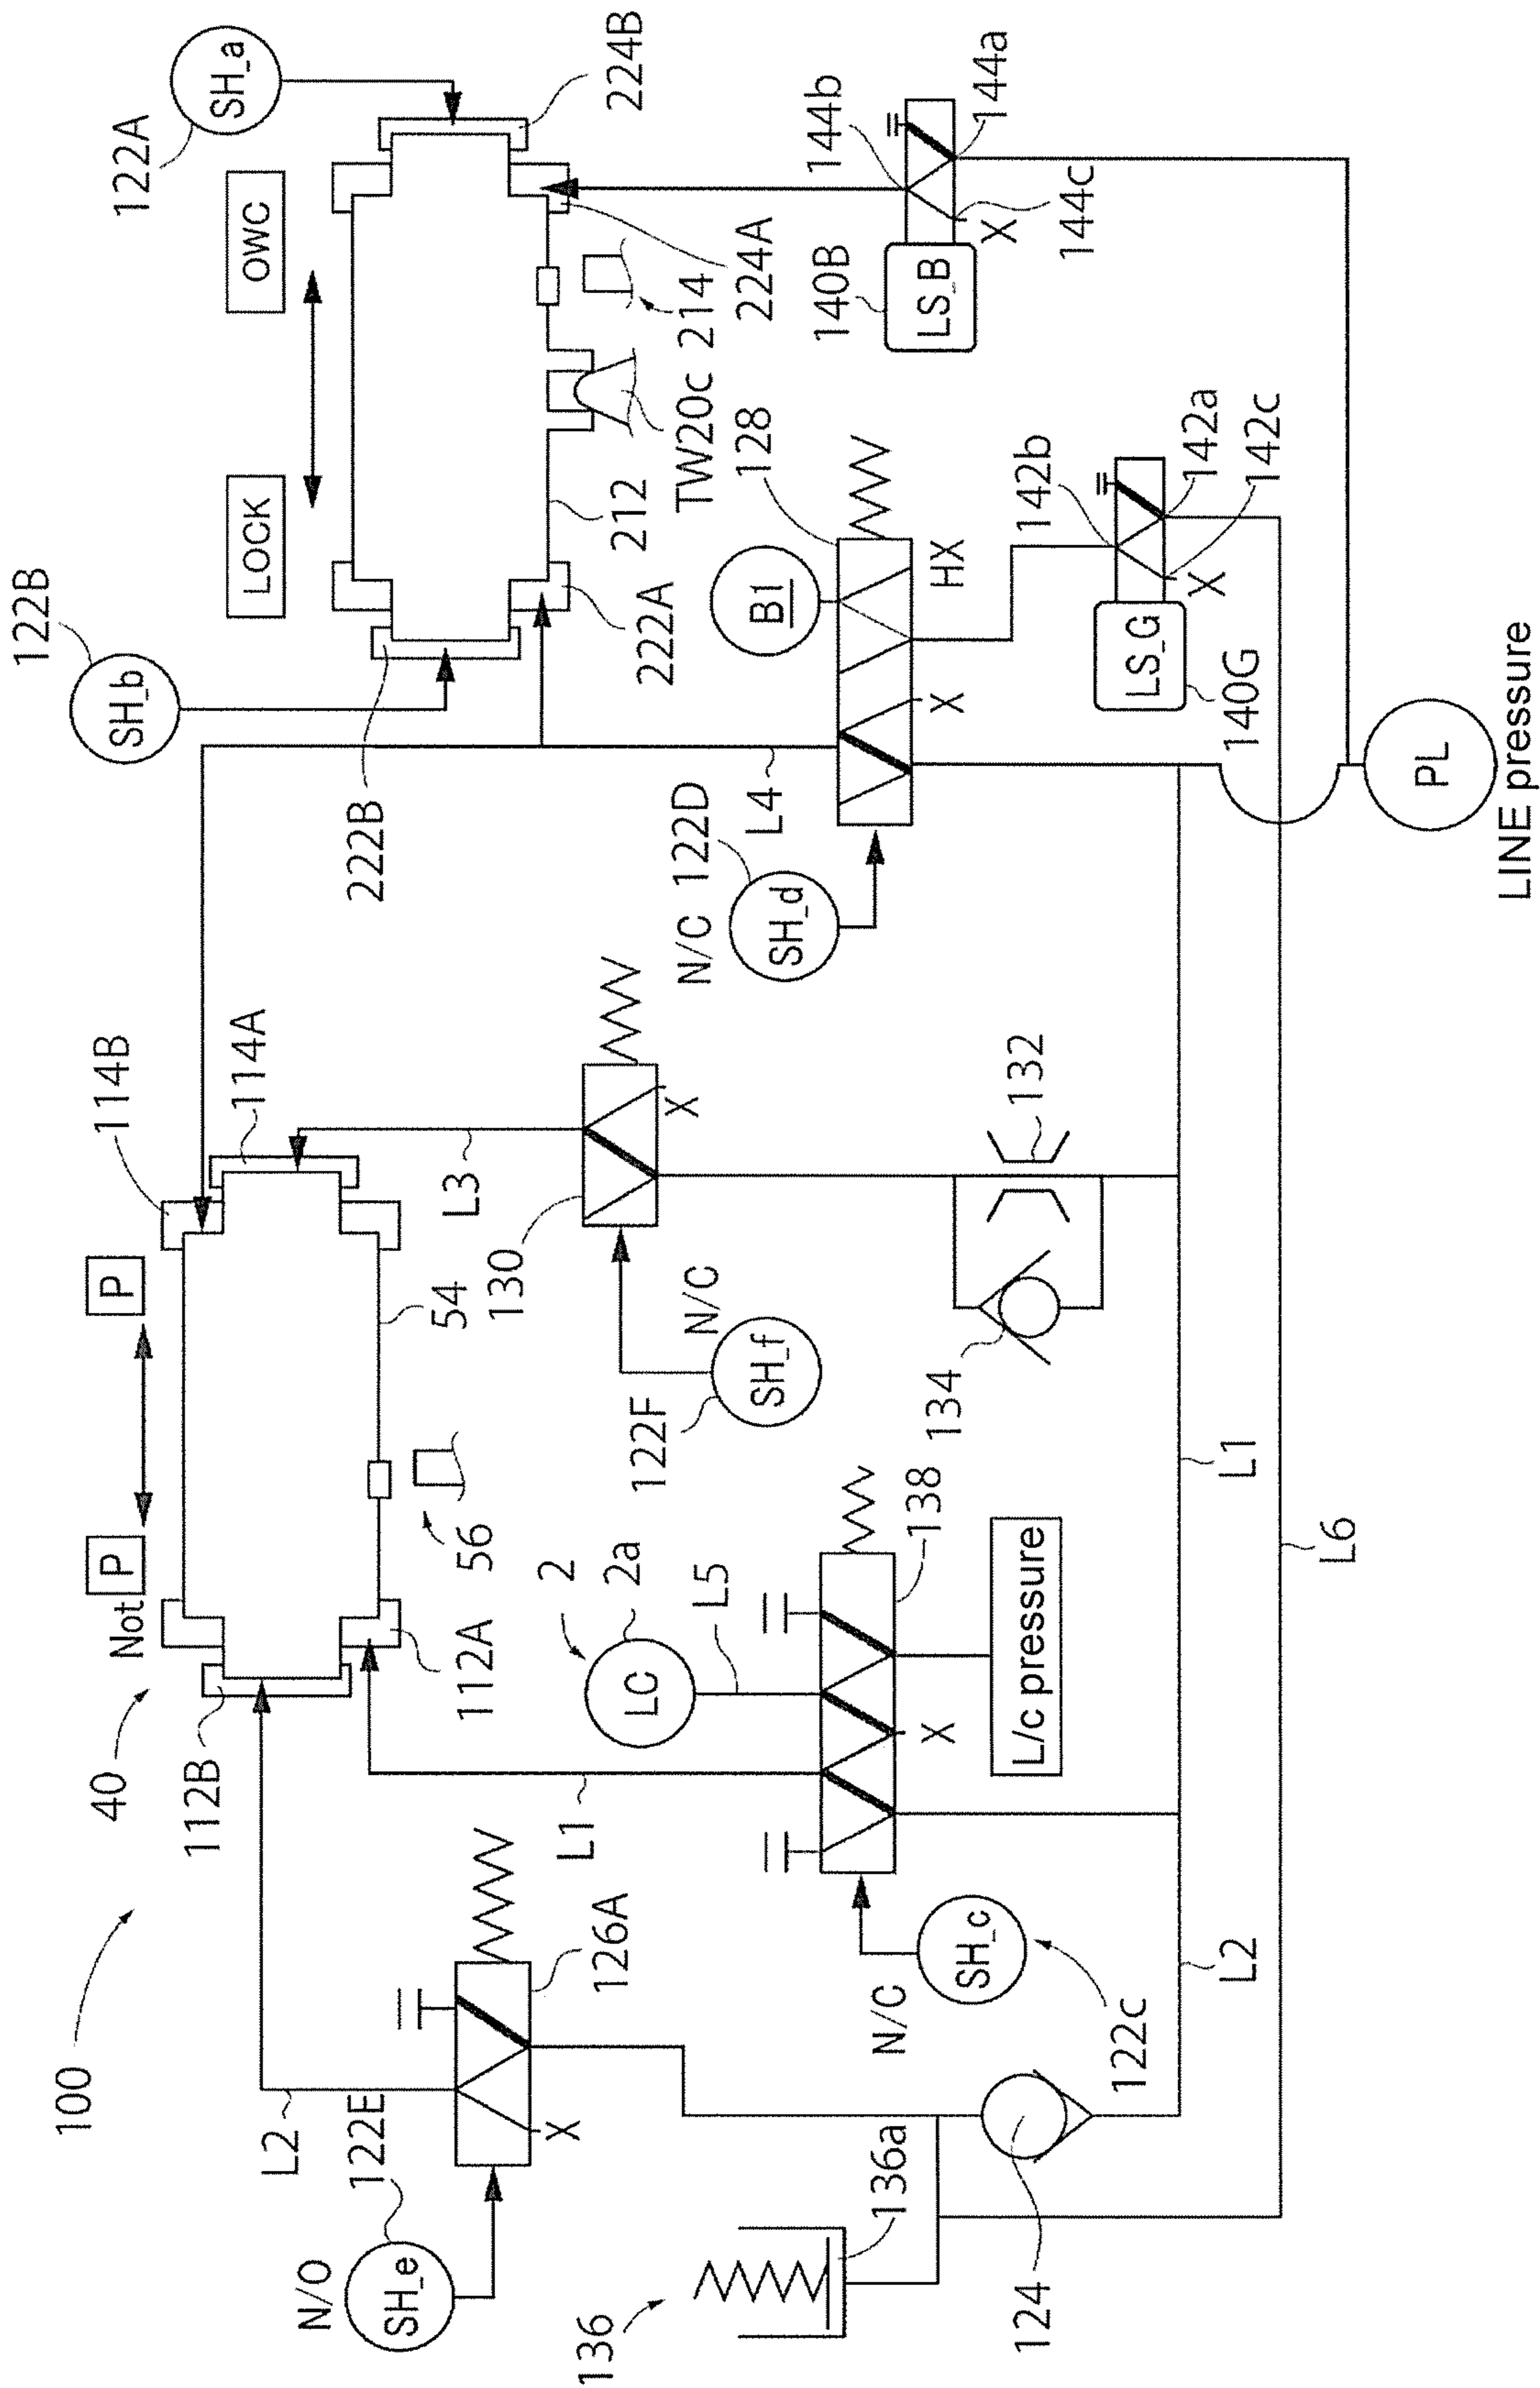 100
40
Not P
P
114B
114A
112B
112A
54
56
122B
SH_b
LOCK
OWC
122A
SH_a
222B
222A
212
TW20c
214
224A
224B
L2
N/O
122E
SH_e
126A
X
L1
2
2a
LC
L5
138
X
L/c pressure
N/C
SH_c
122c
L3
130
X
N/C
122F
SH_f
L4
N/C
122D
SH_d
128
B1
X
HX
140B
LS_B
144b
144a
144c
X
142b
142a
142c
X
LS_G
140G
136
136a
124
L2
134
132
L1
L6
PL
LINE pressure